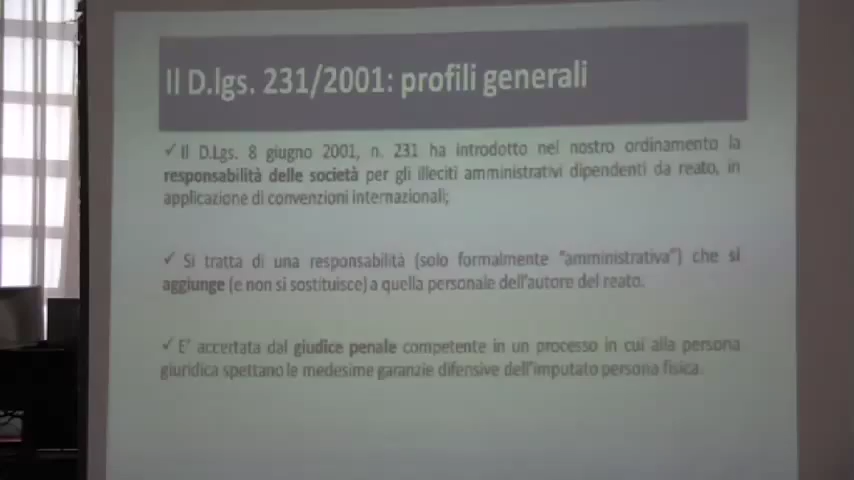 Il D.lgs. 231/2001: profili generali
✓ Il D.Lgs. 8 giugno 2001, n. 231 ha introdotto nel nostro ordinamento la
responsabilità delle società per gli illeciti amministrativi dipendenti da reato, in
applicazione di convenzioni internazionali;
✓ Si tratta di una responsabilità (solo formalmente "amministrativa") che si
aggiunge (e non si sostituisce) a quella personale dell'autore del reato.
✓ E' accertata dal giudice penale competente in un processo in cui alla persona
giuridica spettano le medesime garanzie difensive dell'imputato persona fisica.